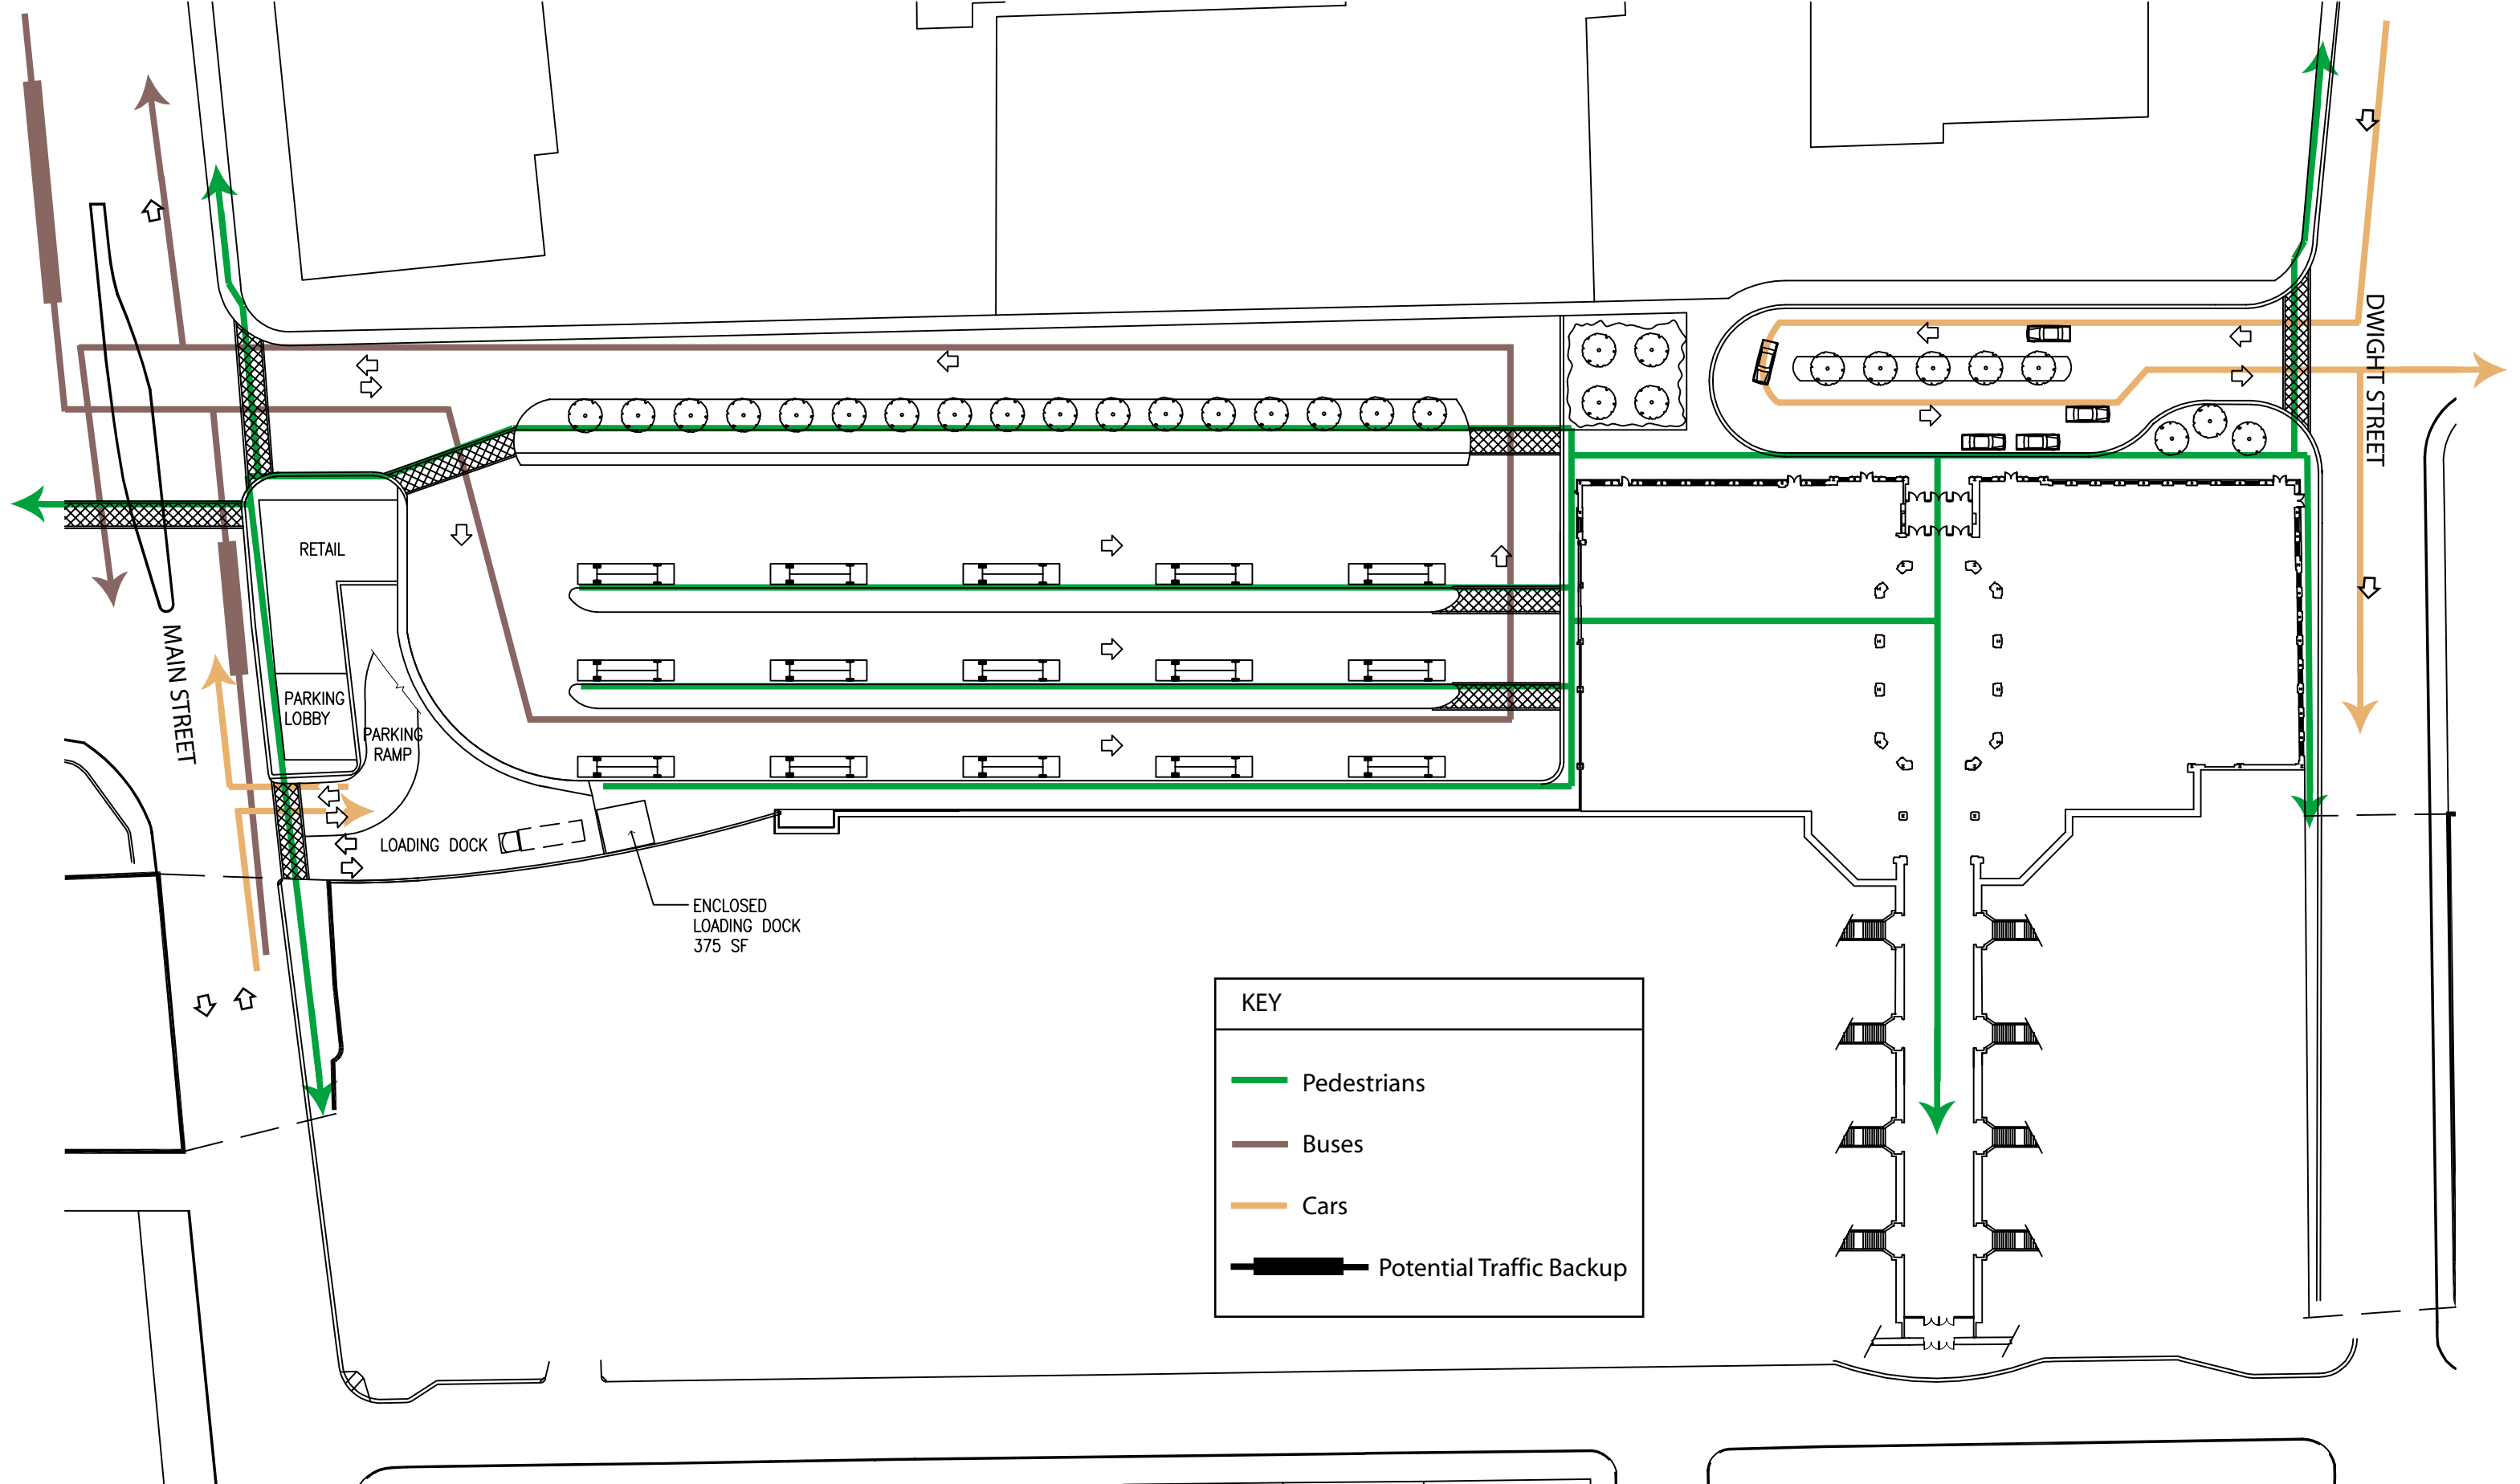 DWIGHT STREET
RETAIL
MAIN STREET
PARKING
LOBBY
PARKING
RAMP
LOADING DOCK
ENCLOSED
LOADING DOCK
375 SF
KEY
Pedestrians
Buses
Cars
Potential Traffic Backup